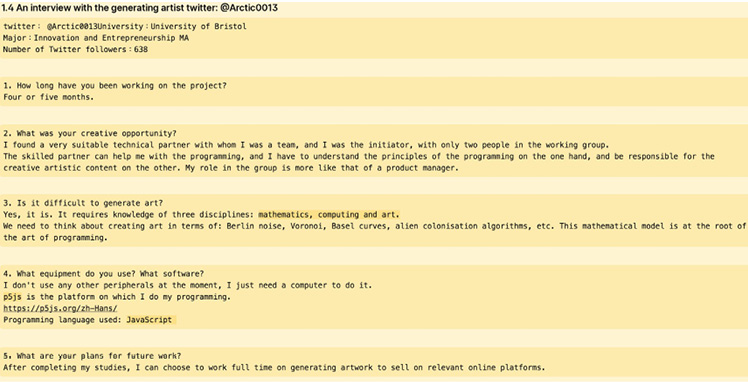 1.4 An interview with the generating artist twitter: @Arctic0013
twitter： @Arctic0013University：University of Bristol
Major：Innovation and Entrepreneurship MA
Number of Twitter followers：638
1. How long have you been working on the project?
Four or five months.
2. What was your creative opportunity?
I found a very suitable technical partner with whom I was a team, and I was the initiator, with only two people in the working group.
The skilled partner can help me with the programming, and I have to understand the principles of the programming on the one hand, and be responsible for the
creative artistic content on the other. My role in the group is more like that of a product manager.
3. Is it difficult to generate art?
Yes, it is. It requires knowledge of three disciplines: mathematics, computing and art.
We need to think about creating art in terms of: Berlin noise, Voronoi, Basel curves, alien colonisation algorithms, etc. This mathematical model is at the root of
the art of programming.
4. What equipment do you use? What software?
I don't use any other peripherals at the moment, I just need a computer to do it.
p5js is the platform on which I do my programming.
https://p5js.org/zh-Hans/
Programming language used: JavaScript
5. What are your plans for future work?
After completing my studies, I can choose to work full time on generating artwork to sell on relevant online platforms.